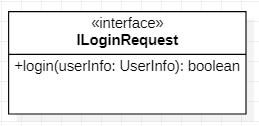 «interface»
ILoginRequest
+login(userInfo: UserInfo): boolean